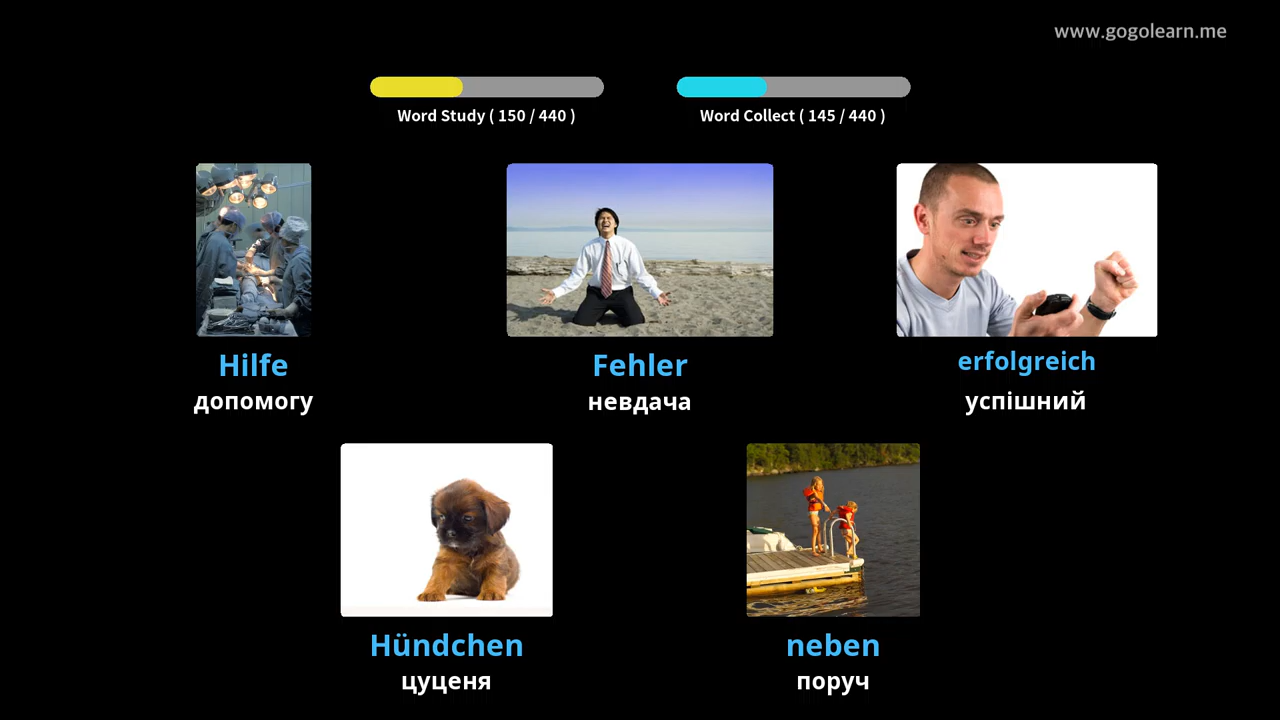 www.gogolearn.me
Word Study ( 150 / 440 )
Word Collect ( 145 / 440 )
Hilfe
допомогу
Fehler
невдача
erfolgreich
успішний
Hündchen
цуценя
neben
поруч